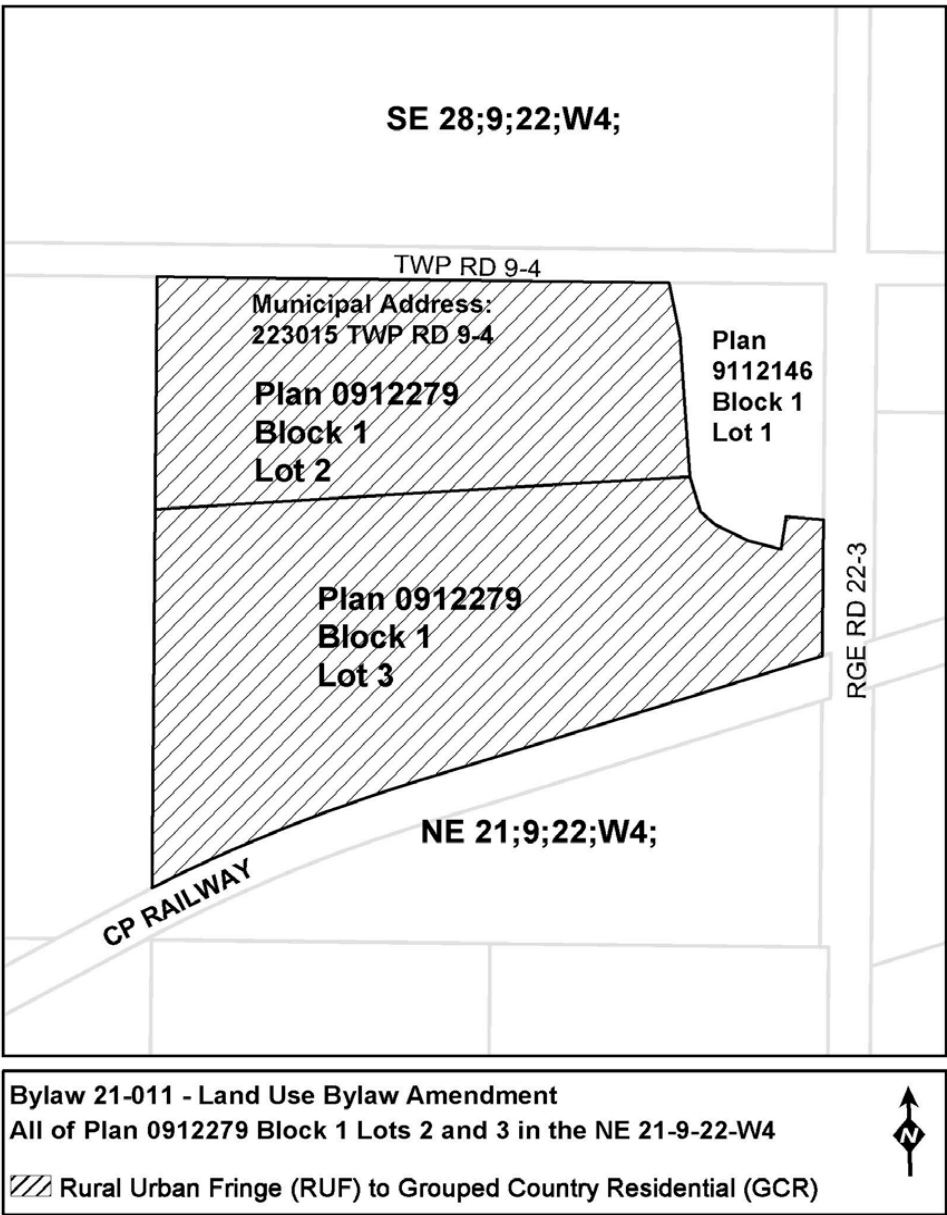 SE 28;9;22;W4;
TWP RD 9-4
Municipal Address:
223015 TWP RD 9-4
Plan 0912279
Block 1
Lot 2
Plan
9112146
Block 1
Lot 1
Plan 0912279
Block 1
Lot 3
RGE RD 22-3
NE 21;9;22;W4;
CP RAILWAY
Bylaw 21-011 - Land Use Bylaw Amendment
All of Plan 0912279 Block 1 Lots 2 and 3 in the NE 21-9-22-W4
N
Rural Urban Fringe (RUF) to Grouped Country Residential (GCR)